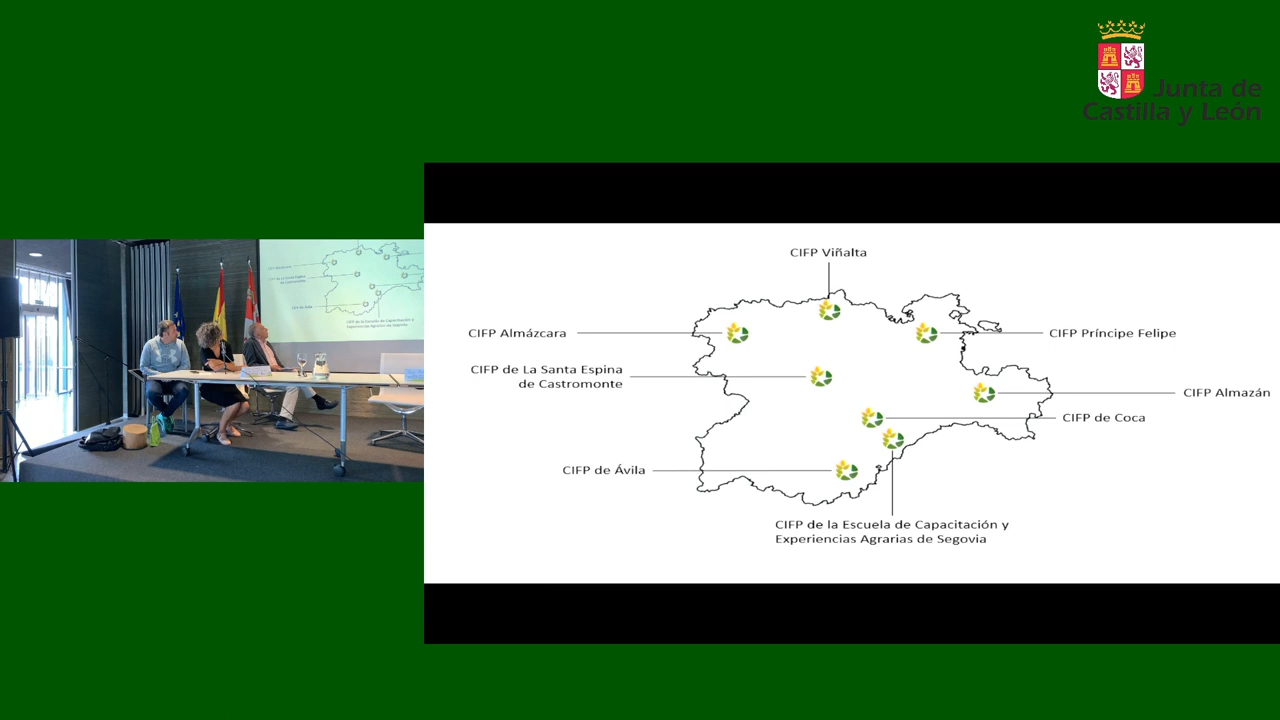 Junta de
Castilla y León
CIFP Viñalta
CIFP Almázcara
CIFP Príncipe Felipe
CIFP de La Santa Espina
de Castromonte
CIFP Almazán
CIFP de Coca
CIFP de Ávila
CIFP de la Escuela de Capacitación y
Experiencias Agrarias de Segovia